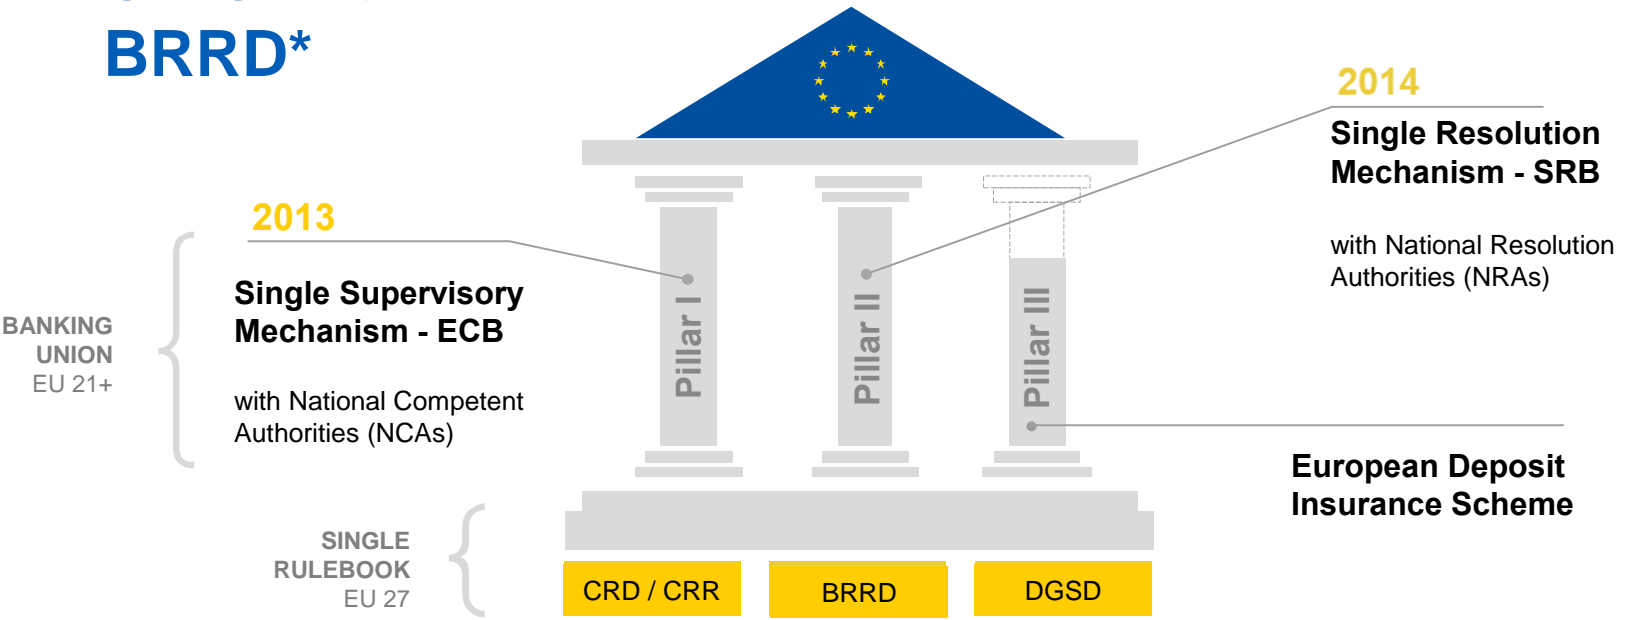 BRRD*
2014
Single Resolution
Mechanism - SRB
with National Resolution
Authorities (NRAs)
2013
Single Supervisory
Mechanism - ECB
with National Competent
Authorities (NCAs)
BANKING
UNION
EU 21+
Pillar I
Pillar II
Pillar III
European Deposit
Insurance Scheme
SINGLE
RULEBOOK
EU 27
CRD / CRR
BRRD
DGSD